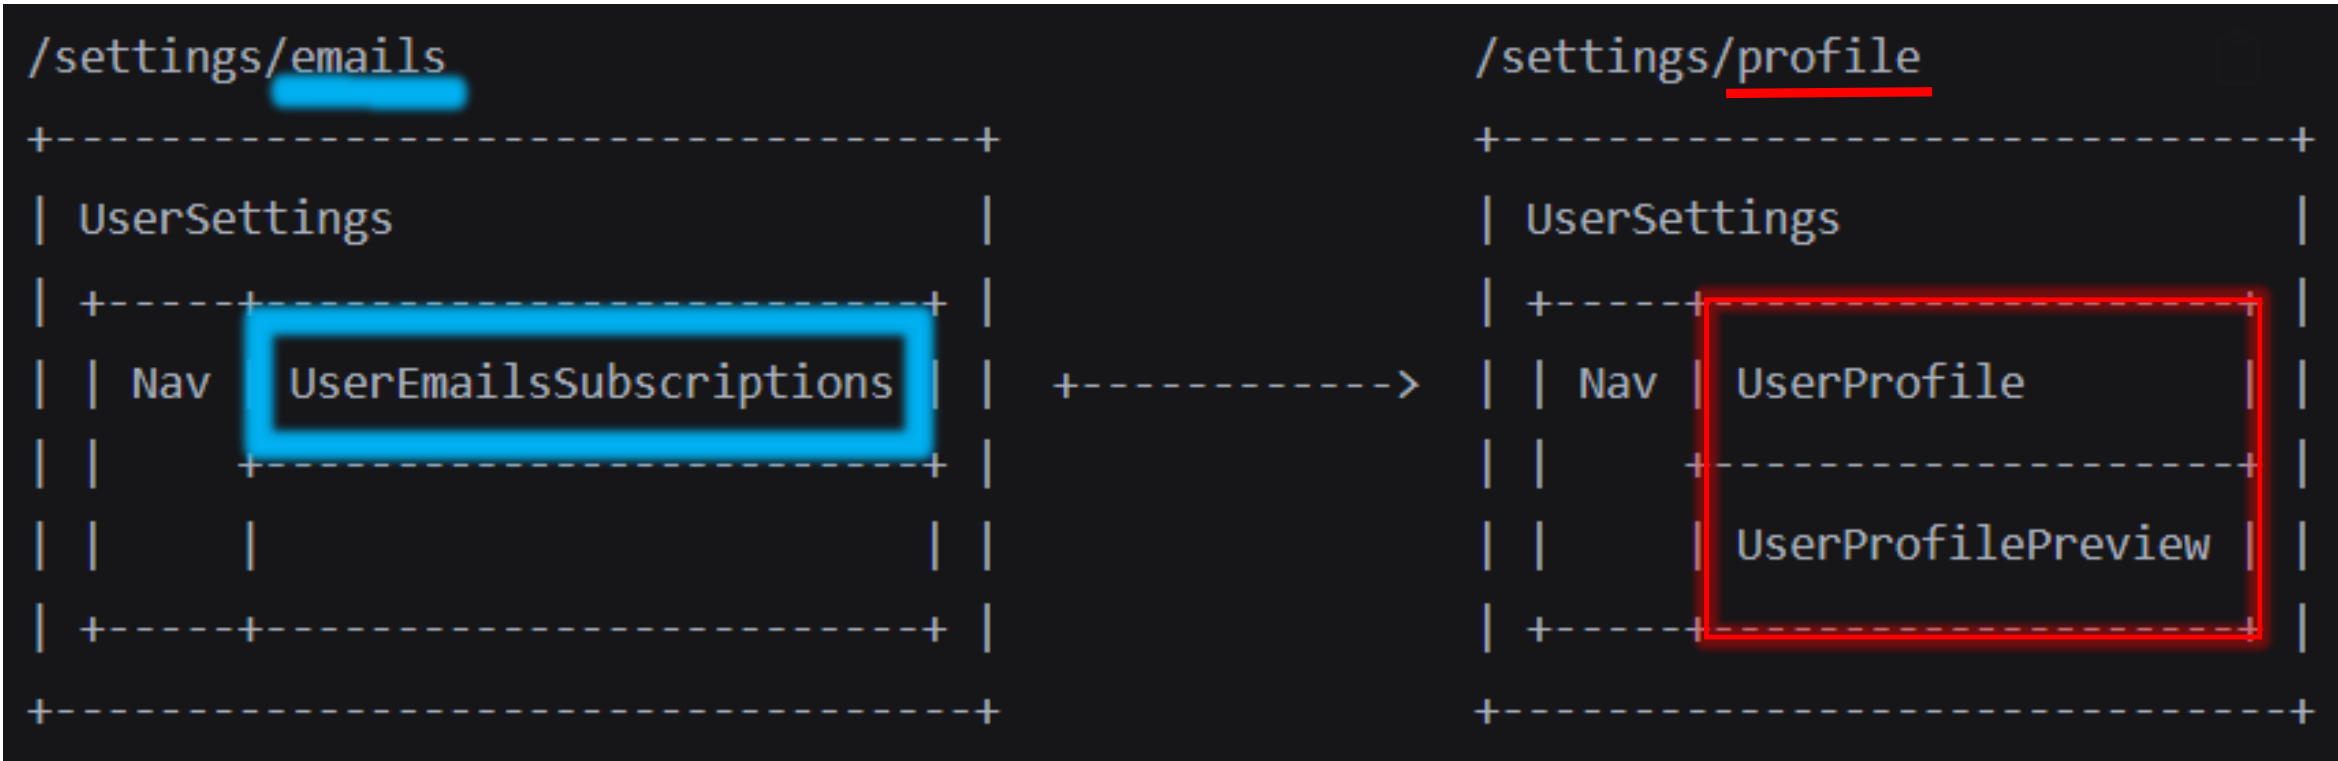 /settings/emails                                       /settings/profile
+-----------------------------------+                  +------------------------------+
| UserSettings                      |                  | UserSettings                 |
| +-----+-------------------------+ |                  | +-----+--------------------+ |
| | Nav | UserEmailsSubscriptions | |  +------------>  | | Nav | UserProfile        | |
| |     +-------------------------+ |                  | |     +--------------------+ |
| |     |                         | |                  | |     | UserProfilePreview | |
| +-----+-------------------------+ |                  | +-----+--------------------+ |
+-----------------------------------+                  +------------------------------+